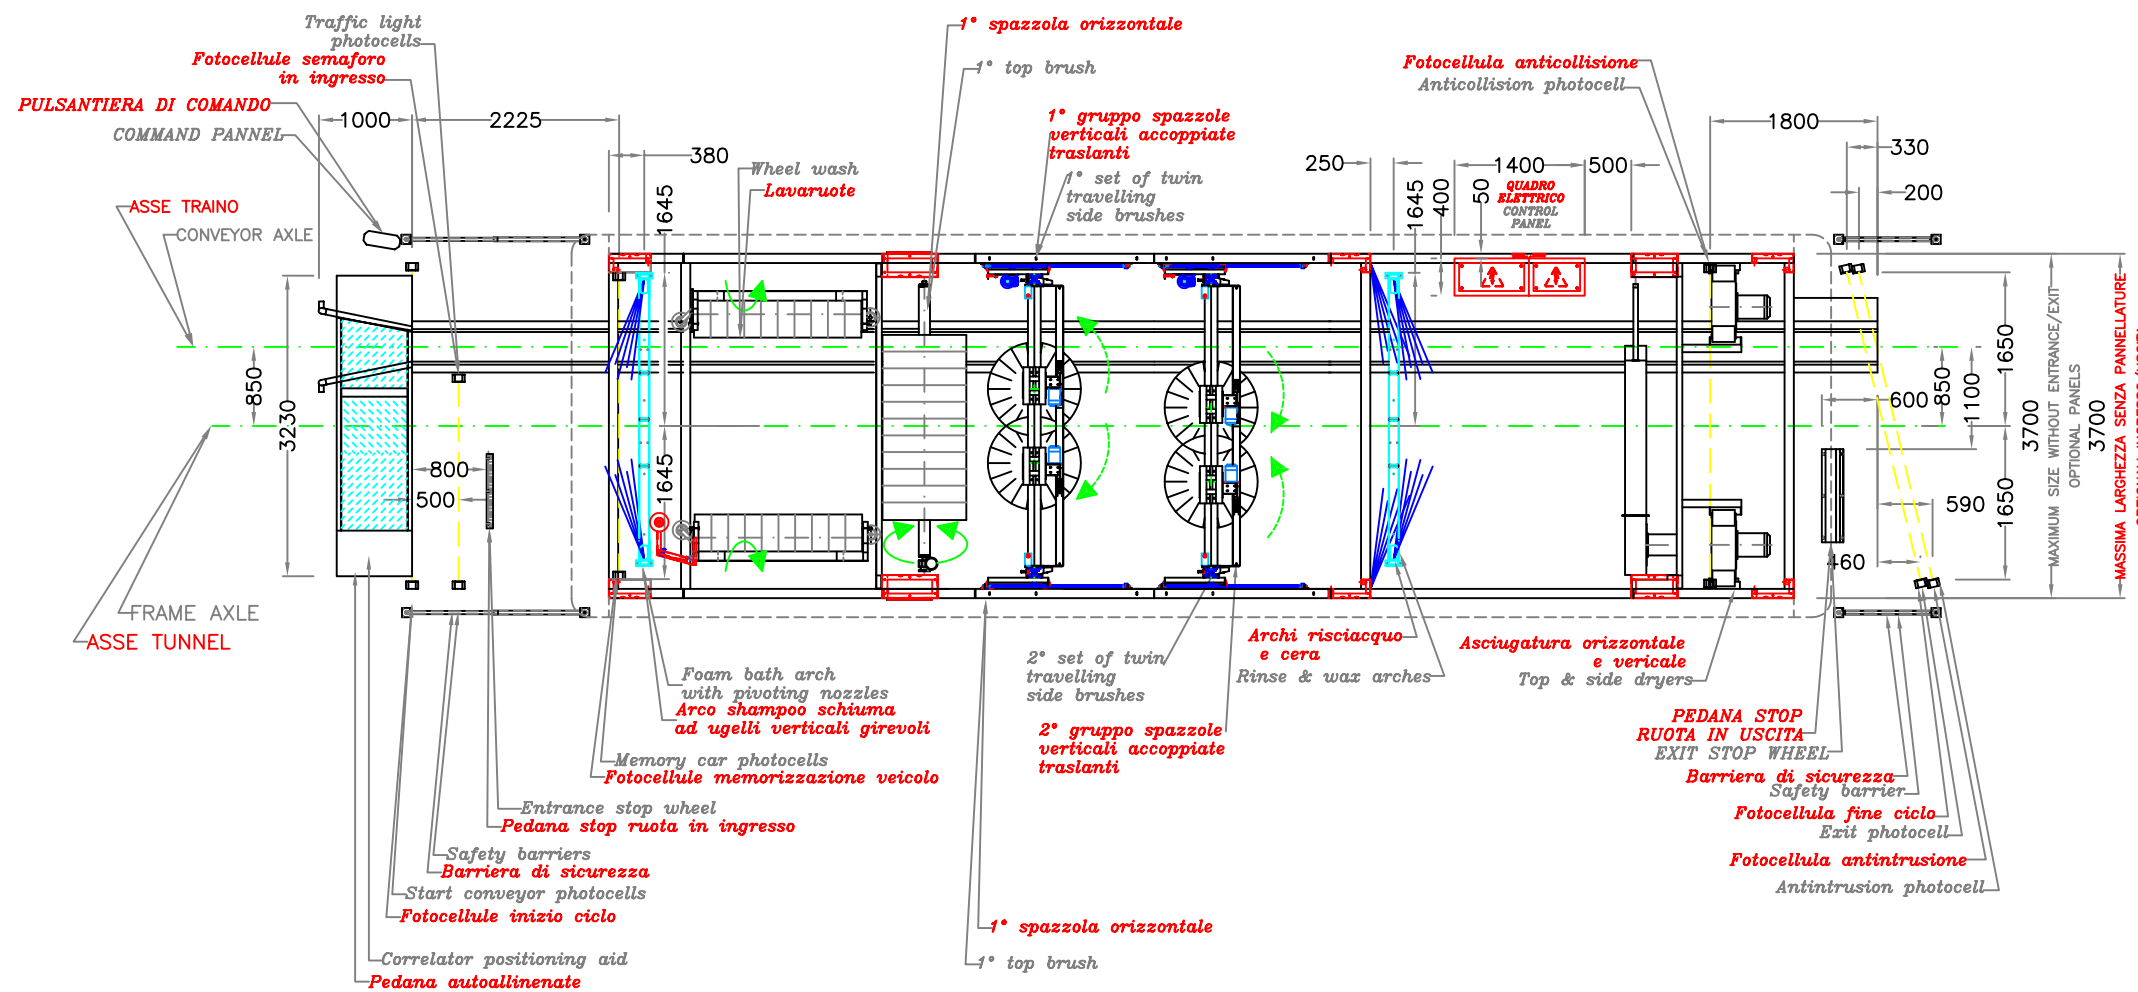 Traffic light
photocells
Fotocellule semaforo
in ingresso
PULSANTIERA DI COMANDO
COMMAND PANNEL
ASSE TRAINO
CONVEYOR AXLE
1000
2225
380
1645
Wheel wash
Lavaruote
1° spazzola orizzontale
1° top brush
1° gruppo spazzole
verticali accoppiate
traslanti
1° set of twin
travelling
side brushes
Fotocellula anticollisione
Anticollision photocell
250
1645
400
50
1400
500
QUADRO
ELETTRICO
CONTROL
PANEL
1800
330
200
850
3230
800
500
1645
600
850
1100
1650
1650
590
460
3700
MAXIMUM SIZE WITHOUT ENTRANCE/EXIT
OPTIONAL PANELS
3700
MASSIMA LARGHEZZA SENZA PANNELLATURE
FRAME AXLE
ASSE TUNNEL
Foam bath arch
with pivoting nozzles
Arco shampoo schiuma
ad ugelli verticali girevoli
Memory car photocells
Fotocellule memorizzazione veicolo
Entrance stop wheel
Pedana stop ruota in ingresso
Safety barriers
Barriera di sicurezza
Start conveyor photocells
Fotocellule inizio ciclo
Correlator positioning aid
Pedana autoallinenate
1° spazzola orizzontale
1° top brush
2° set of twin
travelling
side brushes
2° gruppo spazzole
verticali accoppiate
traslanti
Archi risciacquo
e cera
Rinse & wax arches
Asciugatura orizzontale
e vericale
Top & side dryers
PEDANA STOP
RUOTA IN USCITA
EXIT STOP WHEEL
Barriera di sicurezza
Safety barrier
Fotocellula fine ciclo
Exit photocell
Fotocellula antintrusione
Antintrusion photocell